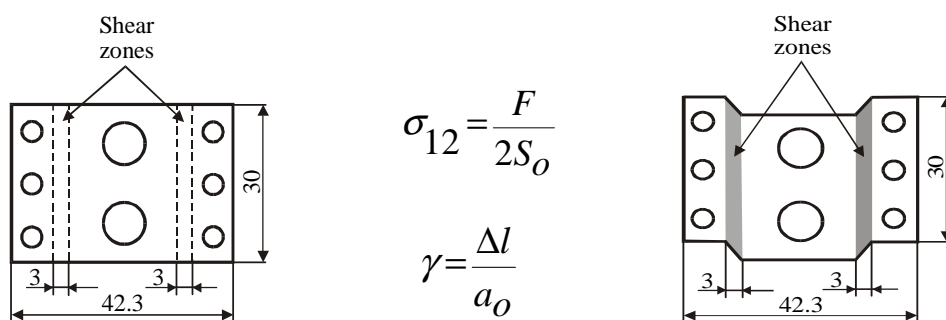 Shear
zones
30
3
3
42.3
σ12 = F / 2So
γ = Δl / ao
Shear
zones
30
3
3
42.3